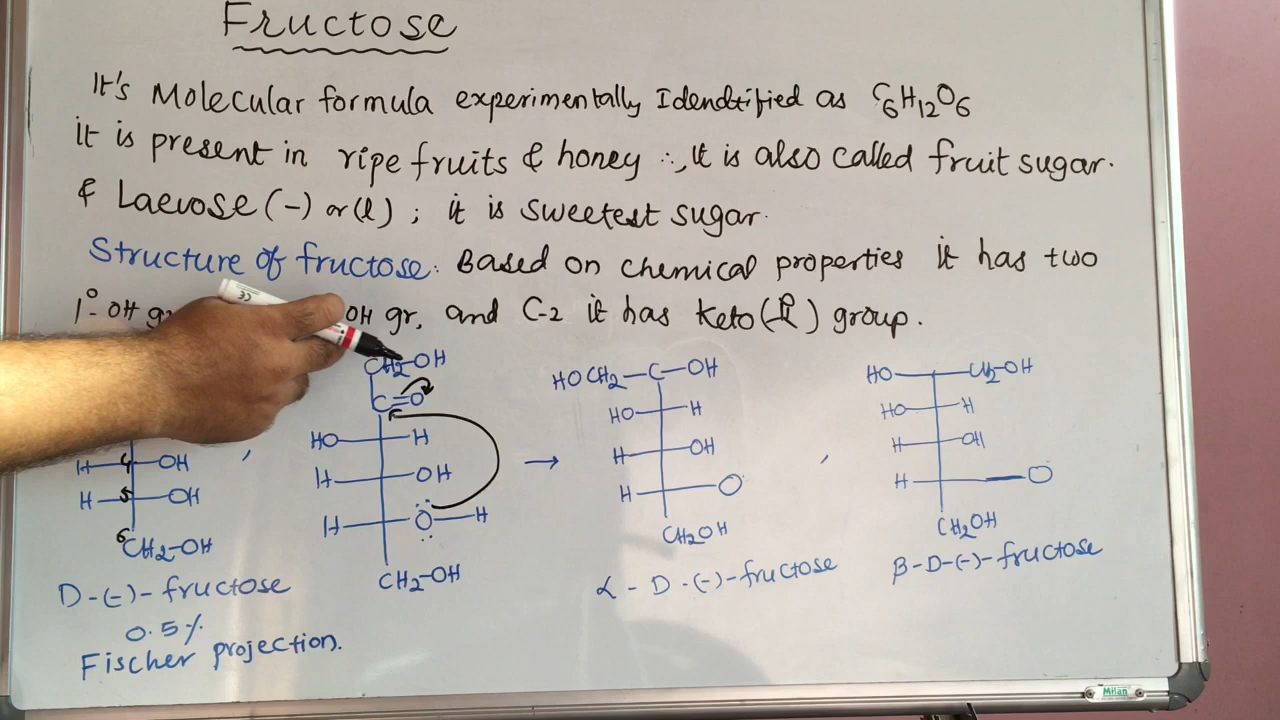 Fructose
It's Molecular formula experimentally Idendtified as C6H12O6
it is present in ripe fruits & honey ∴, it is also called fruit sugar.
& Laevose (-) or (l) ; it is sweetest sugar.
Structure of fructose: Based on chemical properties it has two
1°-OH gr OH gr, and C-2 it has keto( ) group.
CH2-OH
C=O
HO H
H OH
H O-H
CH2-OH
H 4 OH
H 5 OH
6 CH2-OH
D-(-)-fructose
0.5%
Fischer projection.
→
HOCH2-C-OH
HO H
H OH
H O
CH2OH
α-D-(-)-fructose
,
HO CH2-OH
HO H
H OH
H O
CH2OH
β-D-(-)-fructose
Milan